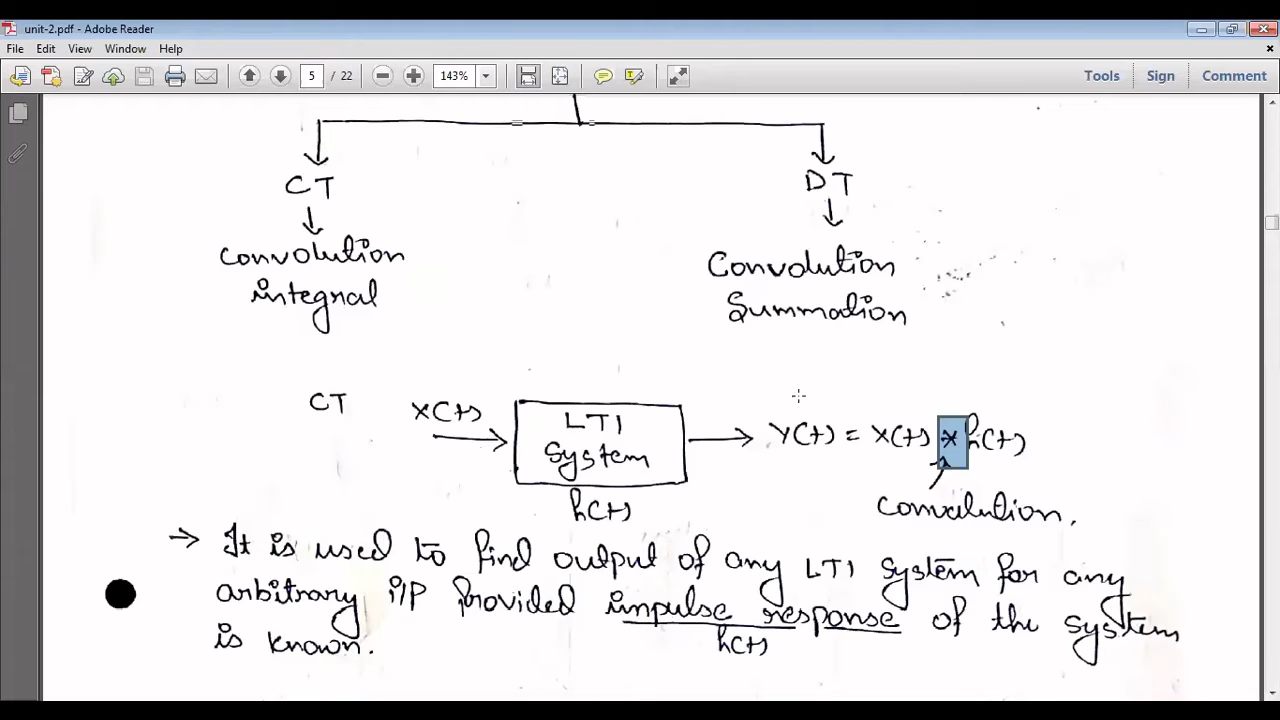 unit-2.pdf - Adobe Reader
File Edit View Window Help
5 / 22 143% Tools Sign Comment
CT DT
Convolution integral
Convolution Summation
CT x(t) LTI System y(t) = x(t) * h(t)
h(t) Convolution.
→ It is used to find output of any LTI system for any
arbitrary i/p provided impulse response of the system
is known. h(t)